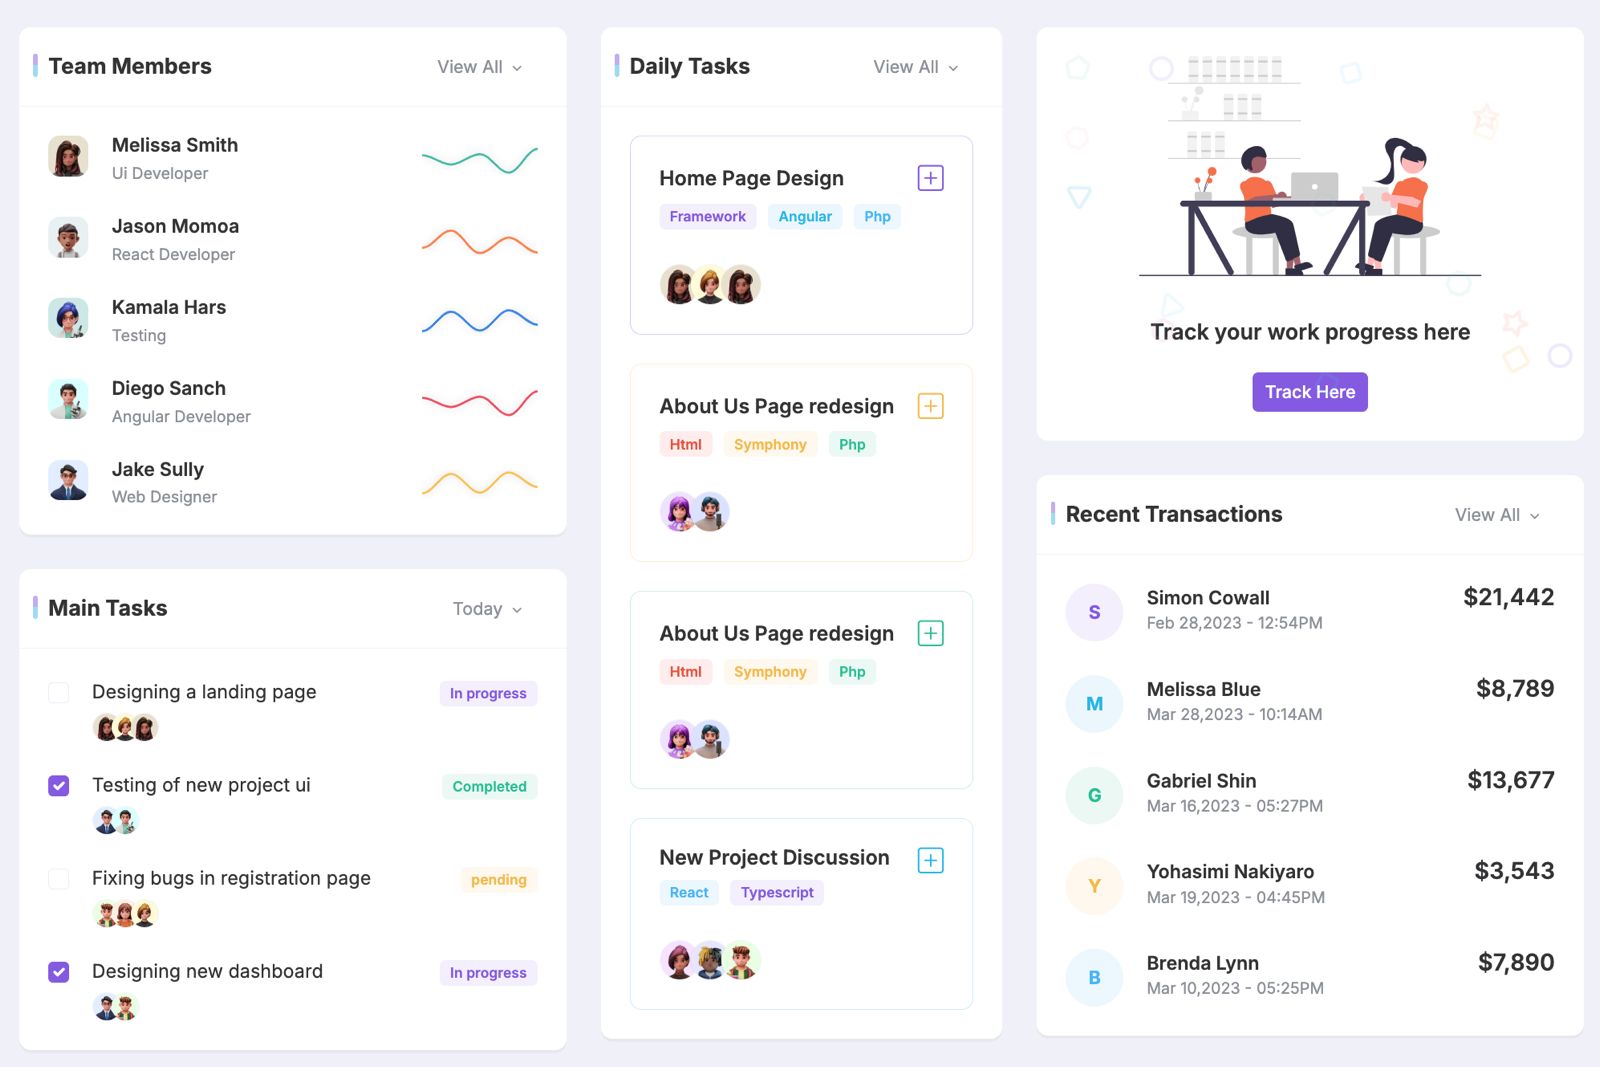 Team Members
View All
Melissa Smith
Ui Developer
Jason Momoa
React Developer
Kamala Hars
Testing
Diego Sanch
Angular Developer
Jake Sully
Web Designer
Main Tasks
Today
Designing a landing page
In progress
Testing of new project ui
Completed
Fixing bugs in registration page
pending
Designing new dashboard
In progress
Daily Tasks
View All
Home Page Design
Framework Angular Php
About Us Page redesign
Html Symphony Php
About Us Page redesign
Html Symphony Php
New Project Discussion
React Typescript
Track your work progress here
Track Here
Recent Transactions
View All
S
Simon Cowall
$21,442
Feb 28,2023 - 12:54PM
M
Melissa Blue
$8,789
Mar 28,2023 - 10:14AM
G
Gabriel Shin
$13,677
Mar 16,2023 - 05:27PM
Y
Yohasimi Nakiyaro
$3,543
Mar 19,2023 - 04:45PM
B
Brenda Lynn
$7,890
Mar 10,2023 - 05:25PM